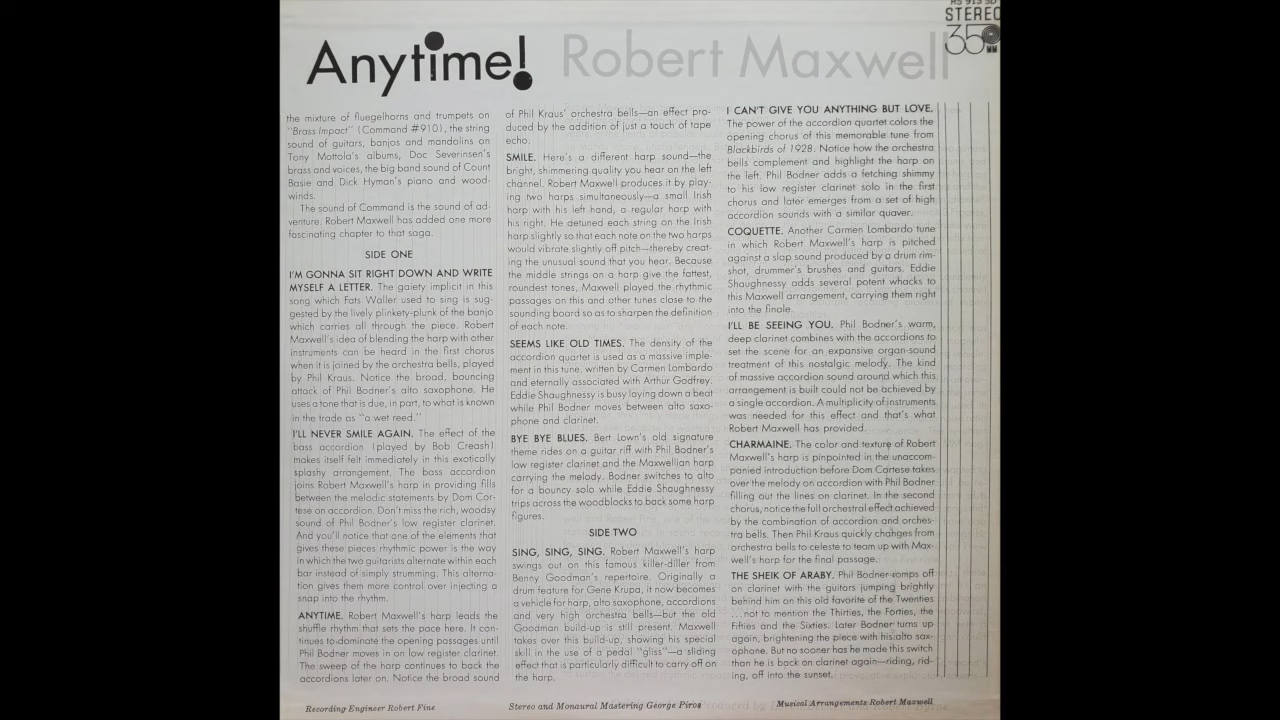 RS 913 SD
STEREO
35
MM
Anytime! Robert Maxwell
the mixture of fluegelhorns and trumpets on
"Brass Impact" (Command #910), the string
sound of guitars, banjos and mandolins on
Tony Mottola's albums, Doc Severinsen's
brass and voices, the big band sound of Count
Basie and Dick Hyman's piano and wood-
winds.
The sound of Command is the sound of ad-
venture. Robert Maxwell has added one more
fascinating chapter to that saga.
SIDE ONE
I'M GONNA SIT RIGHT DOWN AND WRITE
MYSELF A LETTER. The gaiety implicit in this
song which Fats Waller used to sing is sug-
gested by the lively plinkety-plunk of the banjo
which carries all through the piece. Robert
Maxwell's idea of blending the harp with other
instruments can be heard in the first chorus
when it is joined by the orchestra bells, played
by Phil Kraus. Notice the broad, bouncing
attack of Phil Bodner's alto saxophone. He
uses a tone that is due, in part, to what is known
in the trade as "a wet reed."
I'LL NEVER SMILE AGAIN. The effect of the
bass accordion (played by Bob Creash)
makes itself felt immediately in this exotically
splashy arrangement. The bass accordion
joins Robert Maxwell's harp in providing fills
between the melodic statements by Dom Cor-
tese on accordion. Don't miss the rich, woodsy
sound of Phil Bodner's low register clarinet.
And you'll notice that one of the elements that
gives these pieces rhythmic power is the way
in which the two guitarists alternate within each
bar instead of simply strumming. This alterna-
tion gives them more control over injecting a
snap into the rhythm.
ANYTIME. Robert Maxwell's harp leads the
shuffle rhythm that sets the pace here. It con-
tinues to dominate the opening passages until
Phil Bodner moves in on low register clarinet.
The sweep of the harp continues to back the
accordions later on. Notice the broad sound
of Phil Kraus' orchestra bells—an effect pro-
duced by the addition of just a touch of tape
echo.
SMILE. Here's a different harp sound—the
bright, shimmering quality you hear on the left
channel. Robert Maxwell produces it by play-
ing two harps simultaneously—a small Irish
harp with his left hand, a regular harp with
his right. He detuned each string on the Irish
harp slightly so that each note on the two harps
would vibrate slightly off pitch—thereby creat-
ing the unusual sound that you hear. Because
the middle strings on a harp give the fattest,
roundest tones, Maxwell played the rhythmic
passages on this and other tunes close to the
sounding board so as to sharpen the definition
of each note.
SEEMS LIKE OLD TIMES. The density of the
accordion quartet is used as a massive imple-
ment in this tune, written by Carmen Lombardo
and eternally associated with Arthur Godfrey.
Eddie Shaughnessy is busy laying down a beat
while Phil Bodner moves between alto saxo-
phone and clarinet.
BYE BYE BLUES. Bert Lown's old signature
theme rides on a guitar riff with Phil Bodner's
low register clarinet and the Maxwellian harp
carrying the melody. Bodner switches to alto
for a bouncy solo while Eddie Shaughnessy
trips across the woodblocks to back some harp
figures.
SIDE TWO
SING, SING, SING. Robert Maxwell's harp
swings out on this famous killer-diller from
Benny Goodman's repertoire. Originally a
drum feature for Gene Krupa, it now becomes
a vehicle for harp, alto saxophone, accordions
and very high orchestra bells—but the old
Goodman build-up is still present. Maxwell
takes over this build-up, showing his special
skill in the use of a pedal "gliss"—a sliding
effect that is particularly difficult to carry off on
the harp.
I CAN'T GIVE YOU ANYTHING BUT LOVE.
The power of the accordion quartet colors the
opening chorus of this memorable tune from
Blackbirds of 1928. Notice how the orchestra
bells complement and highlight the harp on
the left. Phil Bodner adds a fetching shimmy
to his low register clarinet solo in the first
chorus and later emerges from a set of high
accordion sounds with a similar quaver.
COQUETTE. Another Carmen Lombardo tune
in which Robert Maxwell's harp is pitched
against a slap sound produced by a drum rim-
shot, drummer's brushes and guitars. Eddie
Shaughnessy adds several potent whacks to
this Maxwell arrangement, carrying them right
into the finale.
I'LL BE SEEING YOU. Phil Bodner's warm,
deep clarinet combines with the accordions to
set the scene for an expansive organ-sound
treatment of this nostalgic melody. The kind
of massive accordion sound around which this
arrangement is built could not be achieved by
a single accordion. A multiplicity of instruments
was needed for this effect and that's what
Robert Maxwell has provided.
CHARMAINE. The color and texture of Robert
Maxwell's harp is pinpointed in the unaccom-
panied introduction before Dom Cortese takes
over the melody on accordion with Phil Bodner
filling out the lines on clarinet. In the second
chorus, notice the full orchestral effect achieved
by the combination of accordion and orches-
tra bells. Then Phil Kraus quickly changes from
orchestra bells to celeste to team up with Max-
well's harp for the final passage.
THE SHEIK OF ARABY. Phil Bodner romps off
on clarinet with the guitars jumping brightly
behind him on this old favorite of the Twenties
...not to mention the Thirties, the Forties, the
Fifties and the Sixties. Later Bodner turns up
again, brightening the piece with his alto sax-
ophone. But no sooner has he made this switch
than he is back on clarinet again—riding, rid-
ing, off into the sunset.
Recording Engineer Robert Fine
Stereo and Monaural Mastering George Piros
Musical Arrangements Robert Maxwell